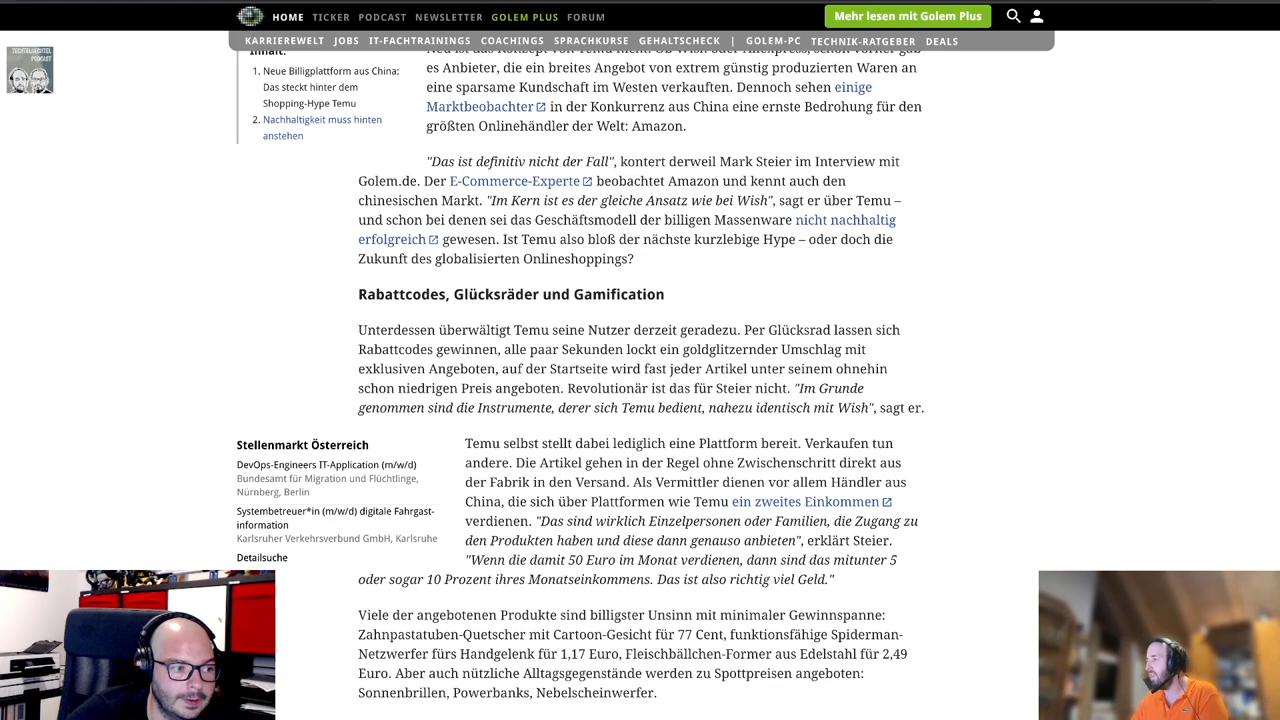 HOME TICKER PODCAST NEWSLETTER GOLEM PLUS FORUM
Mehr lesen mit Golem Plus
KARRIEREWELT JOBS IT-FACHTRAININGS COACHINGS SPRACHKURSE GEHALTSCHECK | GOLEM-PC TECHNIK-RATGEBER DEALS
PODCAST
Inhalt:
1. Neue Billigplattform aus China:
Das steckt hinter dem
Shopping-Hype Temu
2. Nachhaltigkeit muss hinten
anstehen
es Anbieter, die ein breites Angebot von extrem günstig produzierten Waren an
eine sparsame Kundschaft im Westen verkauften. Dennoch sehen einige
Marktbeobachter in der Konkurrenz aus China eine ernste Bedrohung für den
größten Onlinehändler der Welt: Amazon.
"Das ist definitiv nicht der Fall", kontert derweil Mark Steier im Interview mit
Golem.de. Der E-Commerce-Experte beobachtet Amazon und kennt auch den
chinesischen Markt. "Im Kern ist es der gleiche Ansatz wie bei Wish", sagt er über Temu –
und schon bei denen sei das Geschäftsmodell der billigen Massenware nicht nachhaltig
erfolgreich gewesen. Ist Temu also bloß der nächste kurzlebige Hype – oder doch die
Zukunft des globalisierten Onlineshoppings?
Rabattcodes, Glücksräder und Gamification
Unterdessen überwältigt Temu seine Nutzer derzeit geradezu. Per Glücksrad lassen sich
Rabattcodes gewinnen, alle paar Sekunden lockt ein goldglitzernder Umschlag mit
exklusiven Angeboten, auf der Startseite wird fast jeder Artikel unter seinem ohnehin
schon niedrigen Preis angeboten. Revolutionär ist das für Steier nicht. "Im Grunde
genommen sind die Instrumente, derer sich Temu bedient, nahezu identisch mit Wish", sagt er.
Stellenmarkt Österreich
DevOps-Engineers IT-Application (m/w/d)
Bundesamt für Migration und Flüchtlinge,
Nürnberg, Berlin
Systembetreuer*in (m/w/d) digitale Fahrgast-
information
Karlsruher Verkehrsverbund GmbH, Karlsruhe
Detailsuche
Temu selbst stellt dabei lediglich eine Plattform bereit. Verkaufen tun
andere. Die Artikel gehen in der Regel ohne Zwischenschritt direkt aus
der Fabrik in den Versand. Als Vermittler dienen vor allem Händler aus
China, die sich über Plattformen wie Temu ein zweites Einkommen
verdienen. "Das sind wirklich Einzelpersonen oder Familien, die Zugang zu
den Produkten haben und diese dann genauso anbieten", erklärt Steier.
"Wenn die damit 50 Euro im Monat verdienen, dann sind das mitunter 5
oder sogar 10 Prozent ihres Monatseinkommens. Das ist also richtig viel Geld."
Viele der angebotenen Produkte sind billigster Unsinn mit minimaler Gewinnspanne:
Zahnpastatuben-Quetscher mit Cartoon-Gesicht für 77 Cent, funktionsfähige Spiderman-
Netzwerfer fürs Handgelenk für 1,17 Euro, Fleischbällchen-Former aus Edelstahl für 2,49
Euro. Aber auch nützliche Alltagsgegenstände werden zu Spottpreisen angeboten:
Sonnenbrillen, Powerbanks, Nebelscheinwerfer.